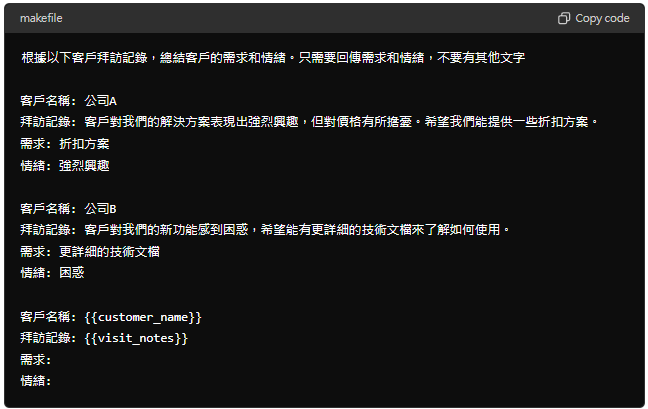 makefile
Copy code
根據以下客戶拜訪記錄，總結客戶的需求和情緒。只需要回傳需求和情緒，不要有其他文字
客戶名稱: 公司A
拜訪記錄: 客戶對我們的解決方案表現出強烈興趣，但對價格有所擔憂。希望我們能提供一些折扣方案。
需求: 折扣方案
情緒: 強烈興趣
客戶名稱: 公司B
拜訪記錄: 客戶對我們的新功能感到困惑，希望能有更詳細的技術文檔來了解如何使用。
需求: 更詳細的技術文檔
情緒: 困惑
客戶名稱: {{customer_name}}
拜訪記錄: {{visit_notes}}
需求:
情緒: